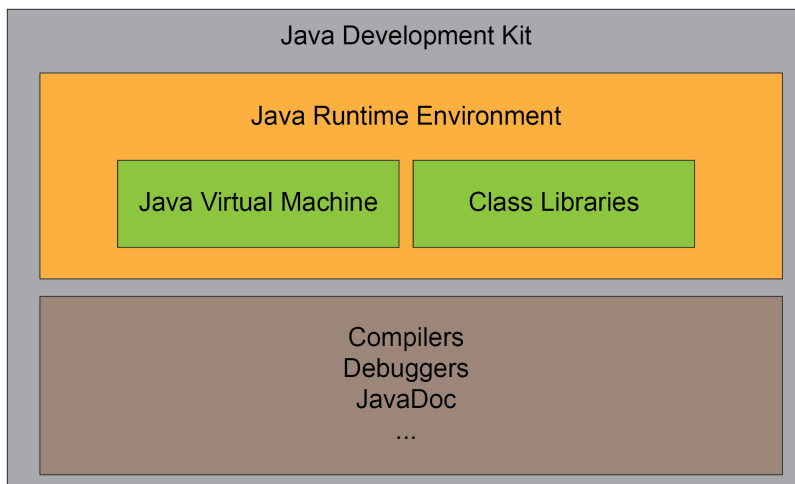 Java Development Kit
Java Runtime Environment
Java Virtual Machine
Class Libraries
Compilers
Debuggers
JavaDoc
...